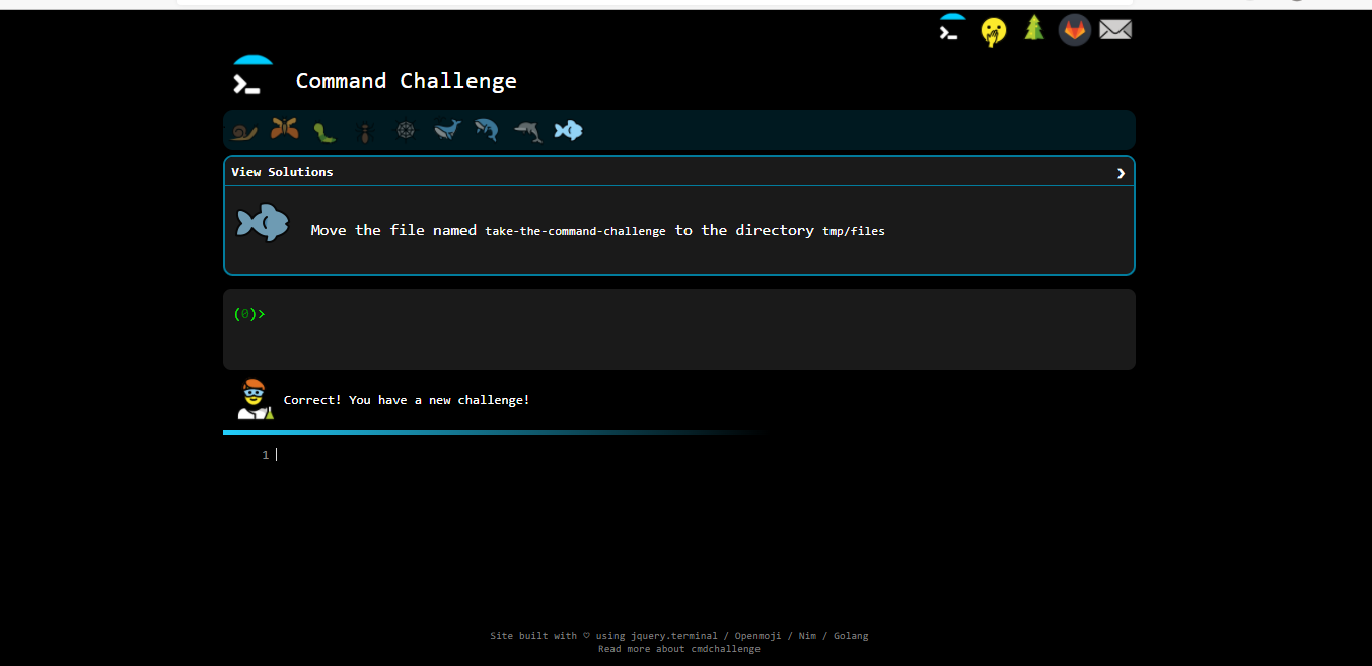 Command Challenge
View Solutions
Move the file named take-the-command-challenge to the directory tmp/files
(0)>
Correct! You have a new challenge!
1
Site built with ♡ using jquery.terminal / Openmoji / Nim / Golang
Read more about cmdchallenge